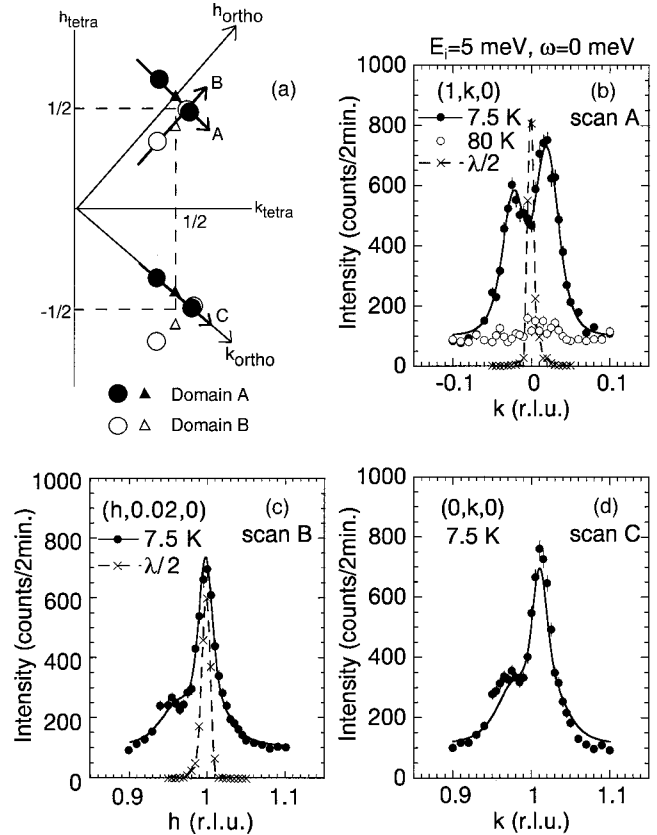 h_tetra
h_ortho
B
(a)
1/2
A
k_tetra
1/2
-1/2
C
k_ortho
Domain A
Domain B
E_i=5 meV, ω=0 meV
1000
800
600
400
200
0
Intensity (counts/2min.)
(1,k,0)
(b)
7.5 K
scan A
80 K
λ/2
-0.1
0
0.1
k (r.l.u.)
1000
800
600
400
200
0
Intensity (counts/2min.)
(h,0.02,0)
(c)
7.5 K
scan B
λ/2
0.9
1
1.1
h (r.l.u.)
1000
800
600
400
200
0
Intensity (counts/2min.)
(0,k,0)
(d)
7.5 K
scan C
0.9
1
1.1
k (r.l.u.)